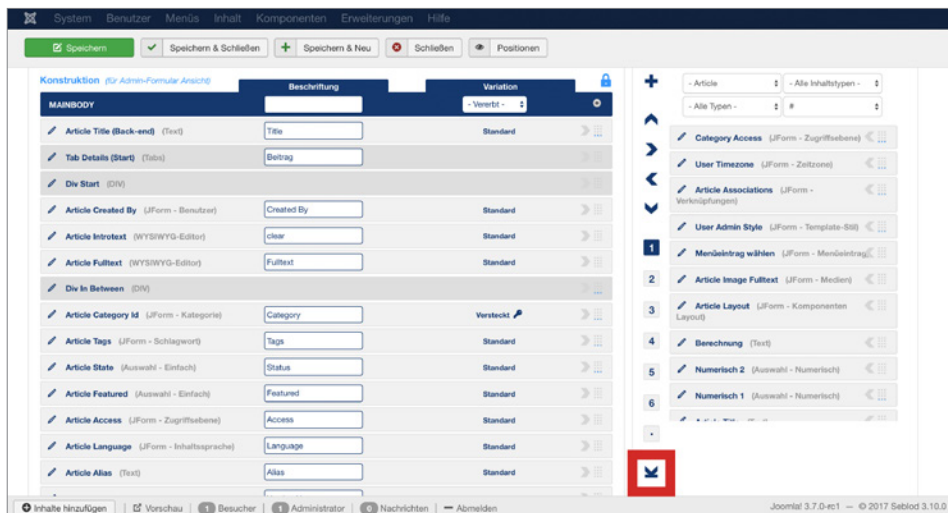 System Benutzer Menüs Inhalt Komponenten Erweiterungen Hilfe
Speichern Speichern & Schließen Speichern & Neu Schließen Positionen
Konstruktion (für Admin-Formular Ansicht) Beschriftung Variation
MAINBODY - Vererbt -
Article Title (Back-end) (Text) Title Standard
Tab Details (Start) (Tabs) Beitrag
Div Start (DIV)
Article Created By (JForm - Benutzer) Created By Standard
Article Introtext (WYSIWYG-Editor) clear Standard
Article Fulltext (WYSIWYG-Editor) Fulltext Standard
Div In Between (DIV)
Article Category Id (JForm - Kategorie) Category Versteckt
Article Tags (JForm - Schlagwort) Tags Standard
Article State (Auswahl - Einfach) Status Standard
Article Featured (Auswahl - Einfach) Featured Standard
Article Access (JForm - Zugriffsebene) Access Standard
Article Language (JForm - Inhaltssprache) Language Standard
Article Alias (Text) Alias Standard
1
2
3
4
5
6
- Article - Alle Inhaltstypen -
- Alle Typen - #
Category Access (JForm - Zugriffsebene)
User Timezone (JForm - Zeitzone)
Article Associations (JForm -
Verknüpfungen)
User Admin Style (JForm - Template-Stil)
Menüeintrag wählen (JForm - Menüeintrag)
Article Image Fulltext (JForm - Medien)
Article Layout (JForm - Komponenten
Layout)
Berechnung (Text)
Numerisch 2 (Auswahl - Numerisch)
Numerisch 1 (Auswahl - Numerisch)
Inhalte hinzufügen | Vorschau | 1 Besucher | 1 Administrator | 0 Nachrichten | Abmelden
Joomla! 3.7.0-rc1 — © 2017 Seblod 3.10.0